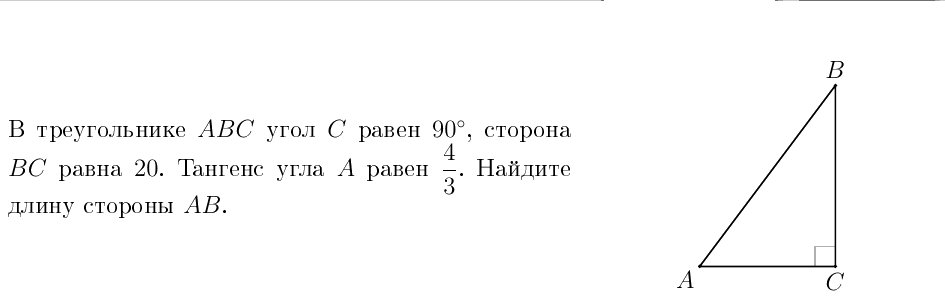 В треугольнике ABC угол C равен 90°, сторона
BC равна 20. Тангенс угла A равен 4/3. Найдите
длину стороны AB.
B
A
C